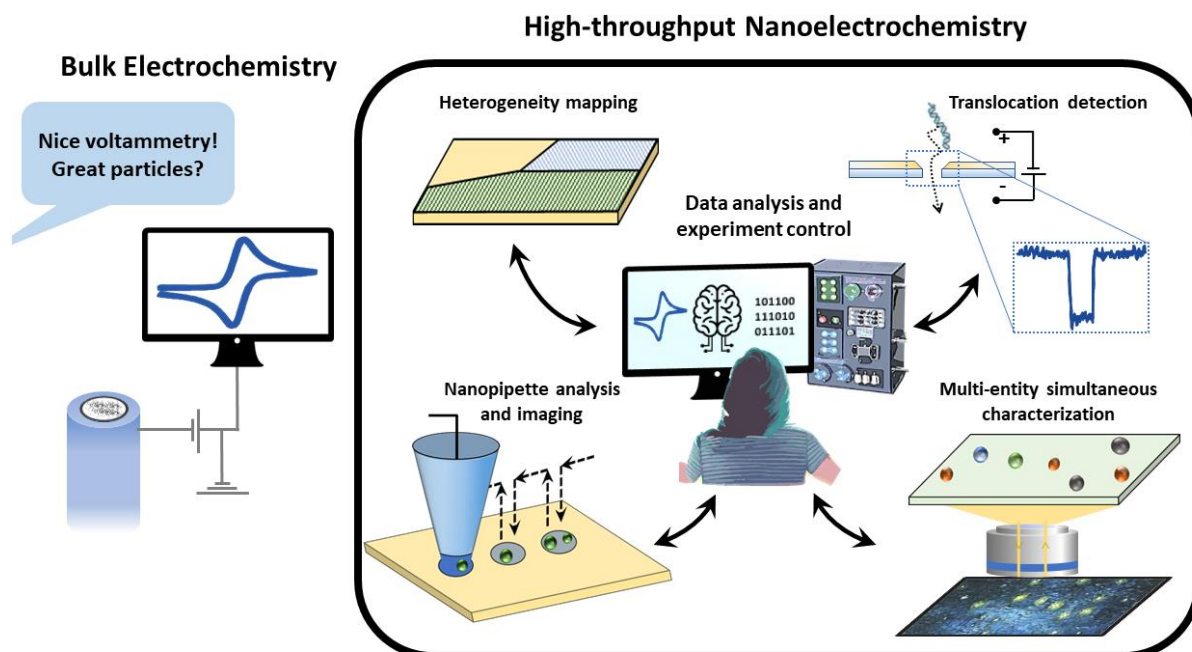 High-throughput Nanoelectrochemistry
Bulk Electrochemistry
Nice voltammetry!
Great particles?
Heterogeneity mapping
Translocation detection
+
-
Data analysis and
experiment control
101100
111010
011101
Nanopipette analysis
and imaging
Multi-entity simultaneous
characterization